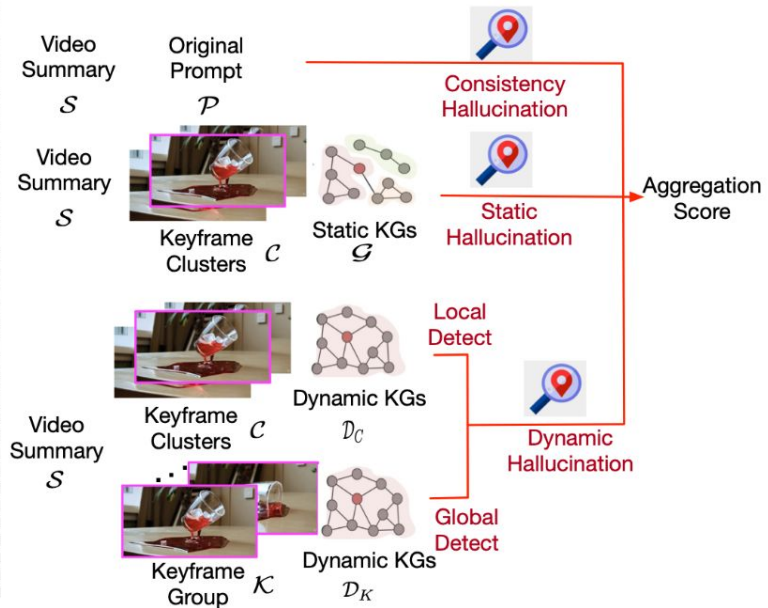 Video
Summary
𝒮
Original
Prompt
𝒫
Consistency
Hallucination
Video
Summary
𝒮
Keyframe
Clusters 𝒞
Static KGs
𝒢
Static
Hallucination
Aggregation
Score
Video
Summary
𝒮
Keyframe
Clusters 𝒞
Dynamic KGs
𝒟_C
Local
Detect
Dynamic
Hallucination
Keyframe
Group 𝒦
Dynamic KGs
𝒟_K
Global
Detect